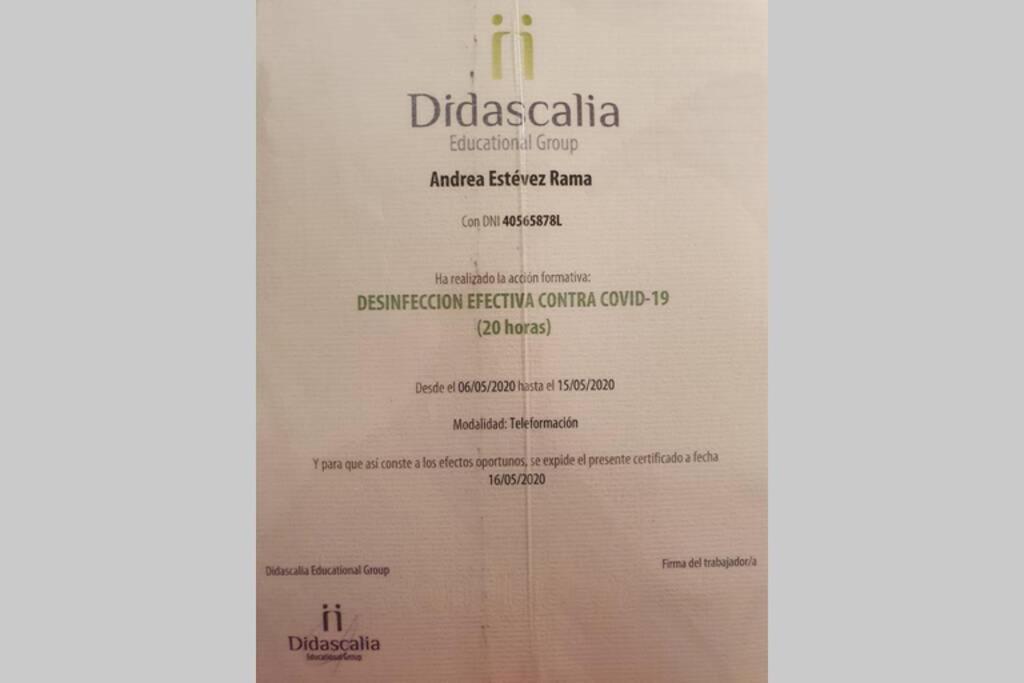 Didascalia
Educational Group
Andrea Estévez Rama
Con DNI 40565878L
Ha realizado la acción formativa:
DESINFECCION EFECTIVA CONTRA COVID-19
(20 horas)
Desde el 06/05/2020 hasta el 15/05/2020
Modalidad: Teleformación
Y para que así conste a los efectos oportunos, se expide el presente certificado a fecha
16/05/2020
Didascalia Educational Group
Firma del trabajador/a
Didascalia
Educational Group